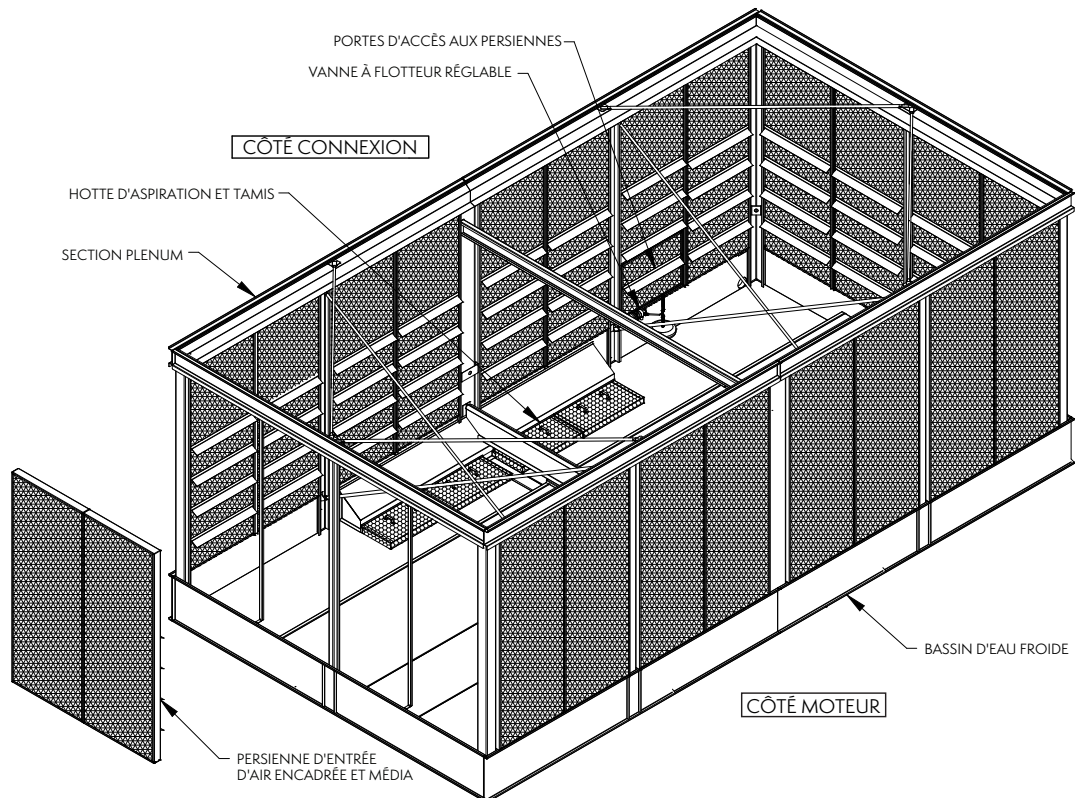 PORTES D'ACCÈS AUX PERSIENNES
VANNE À FLOTTEUR RÉGLABLE
CÔTÉ CONNEXION
HOTTE D'ASPIRATION ET TAMIS
SECTION PLENUM
BASSIN D'EAU FROIDE
CÔTÉ MOTEUR
PERSIENNE D'ENTRÉE
D'AIR ENCADRÉE ET MÉDIA